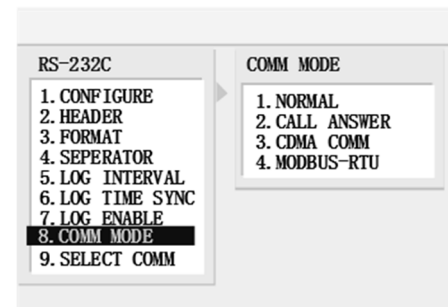 RS-232C
1. CONFIGURE
2. HEADER
3. FORMAT
4. SEPERATOR
5. LOG INTERVAL
6. LOG TIME SYNC
7. LOG ENABLE
8. COMM MODE
9. SELECT COMM
COMM MODE
1. NORMAL
2. CALL ANSWER
3. CDMA COMM
4. MODBUS-RTU